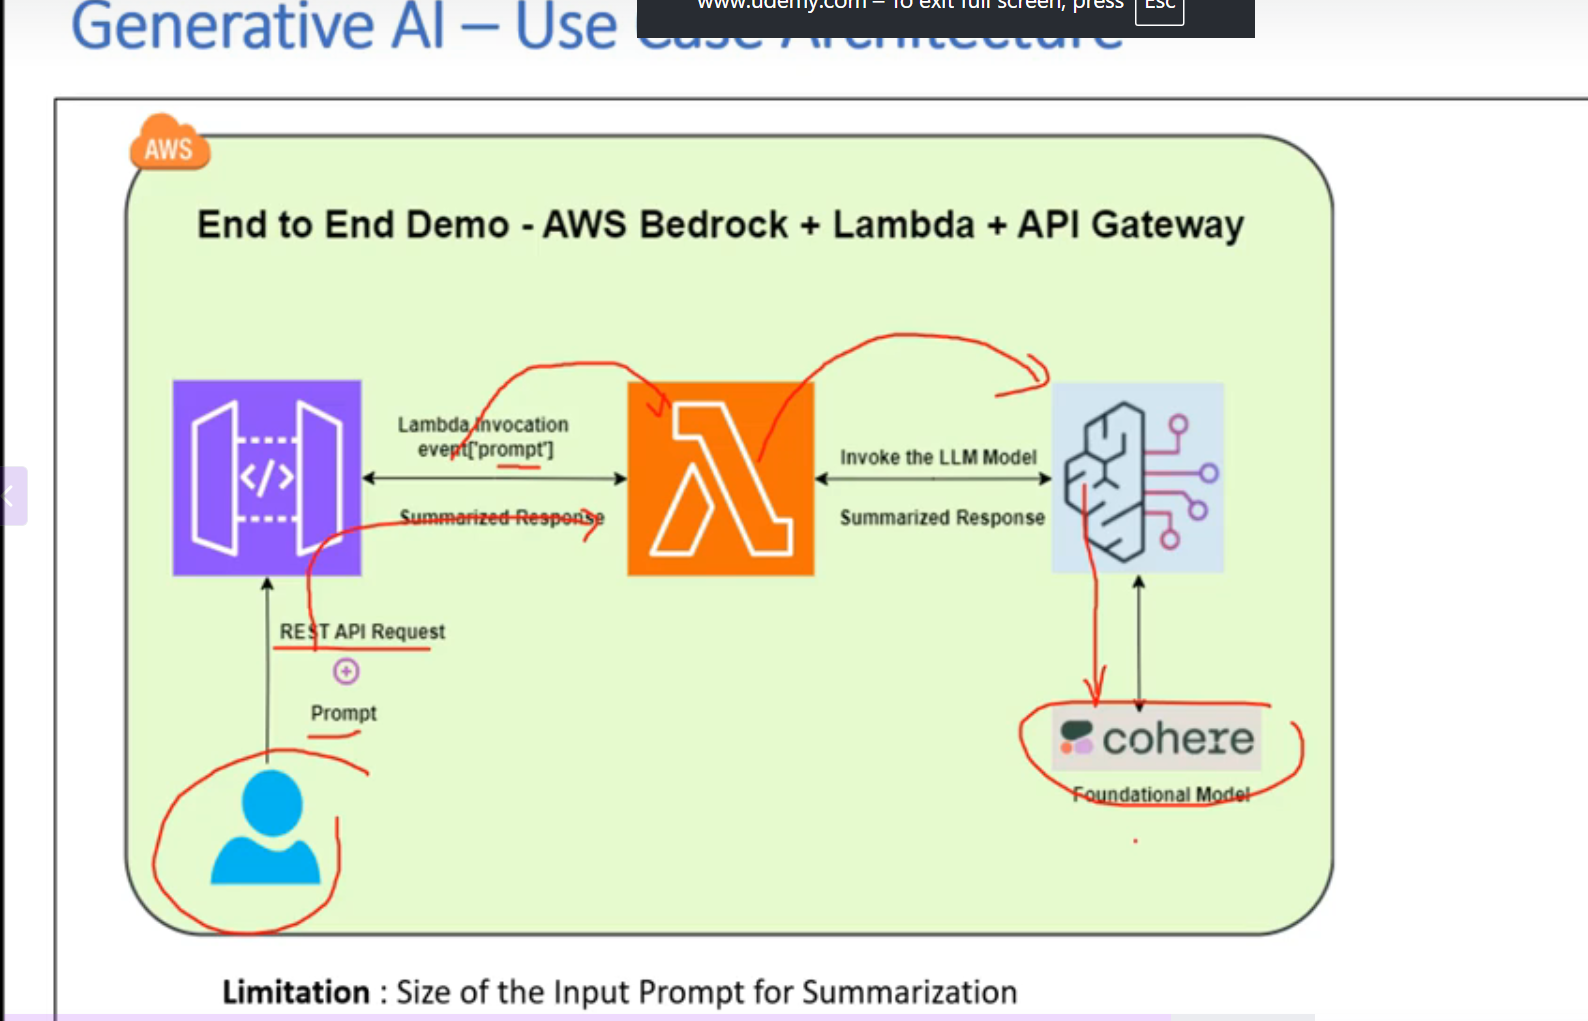 www.udemy.com – To exit full screen, press Esc
Generative AI – Use Case Architecture
AWS
End to End Demo - AWS Bedrock + Lambda + API Gateway
Lambda Invocation
event['prompt']
Summarized Response
</>
Invoke the LLM Model
Summarized Response
REST API Request
Prompt
cohere
Foundational Model
Limitation : Size of the Input Prompt for Summarization